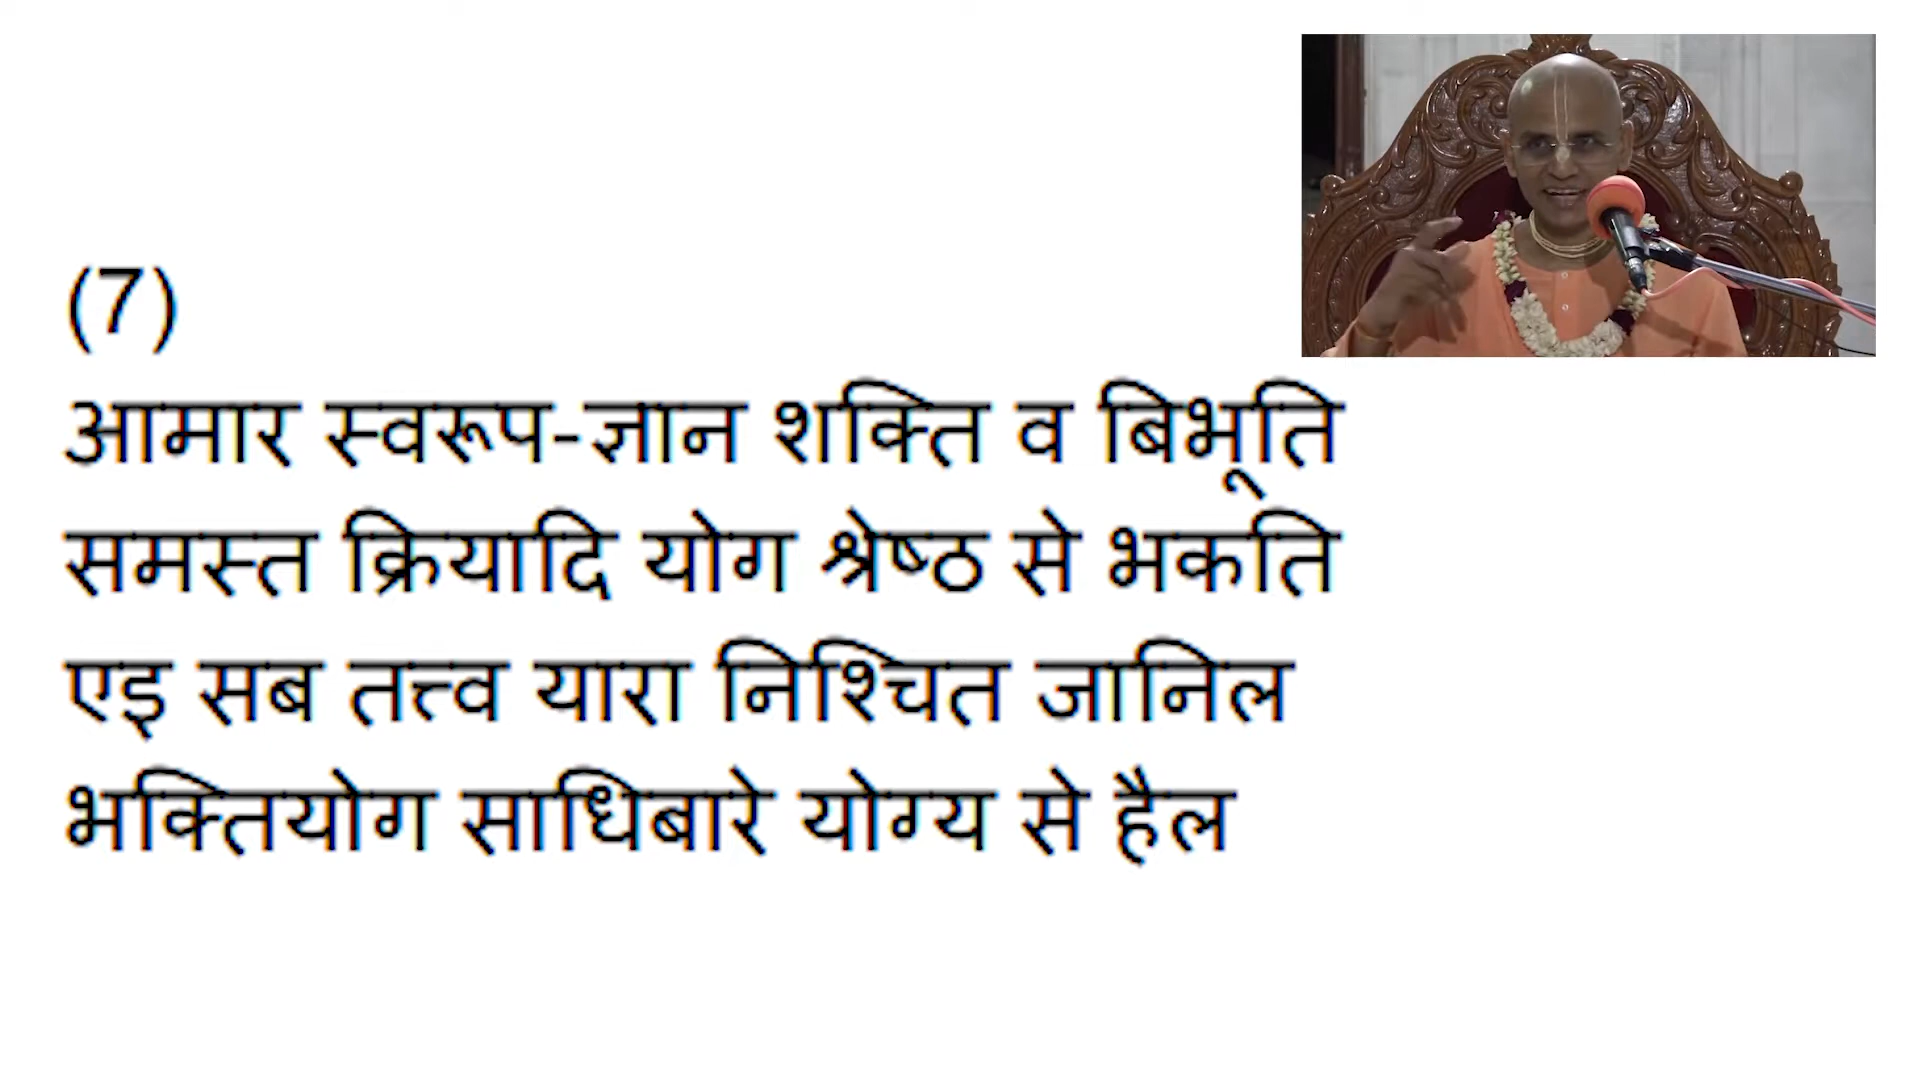 (7)
आमार स्वरूप-ज्ञान शक्ति व बिभूति
समस्त क्रियादि योग श्रेष्ठ से भकति
एइ सब तत्त्व यारा निश्चित जानिल
भक्तियोग साधिबारे योग्य से हैल